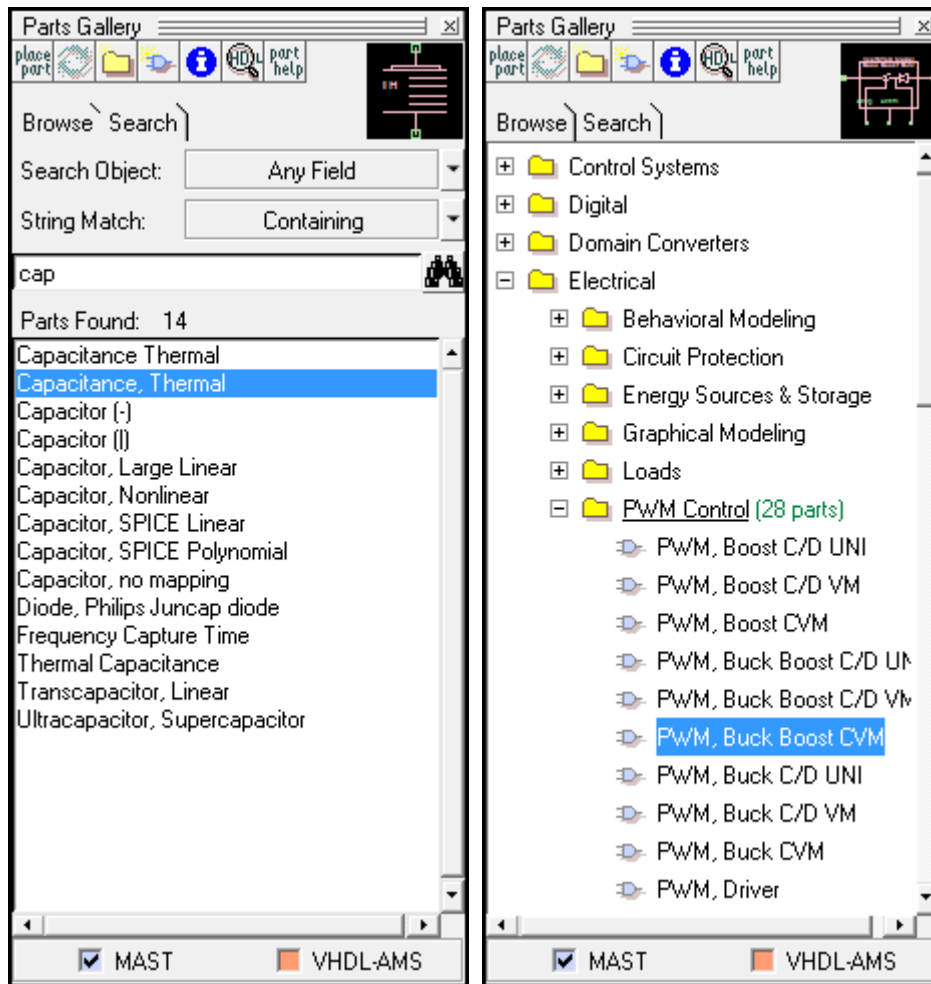 Parts Gallery
place part
HDL
part help
Browse Search
Search Object: Any Field
String Match: Containing
cap
Parts Found: 14
Capacitance Thermal
Capacitance, Thermal
Capacitor (-)
Capacitor (|)
Capacitor, Large Linear
Capacitor, Nonlinear
Capacitor, SPICE Linear
Capacitor, SPICE Polynomial
Capacitor, no mapping
Diode, Philips Juncap diode
Frequency Capture Time
Thermal Capacitance
Transcapacitor, Linear
Ultracapacitor, Supercapacitor
MAST VHDL-AMS
Parts Gallery
place part
HDL
part help
Browse Search
Control Systems
Digital
Domain Converters
Electrical
Behavioral Modeling
Circuit Protection
Energy Sources & Storage
Graphical Modeling
Loads
PWM Control (28 parts)
PWM, Boost C/D UNI
PWM, Boost C/D VM
PWM, Boost CVM
PWM, Buck Boost C/D UN
PWM, Buck Boost C/D VM
PWM, Buck Boost CVM
PWM, Buck C/D UNI
PWM, Buck C/D VM
PWM, Buck CVM
PWM, Driver
MAST VHDL-AMS